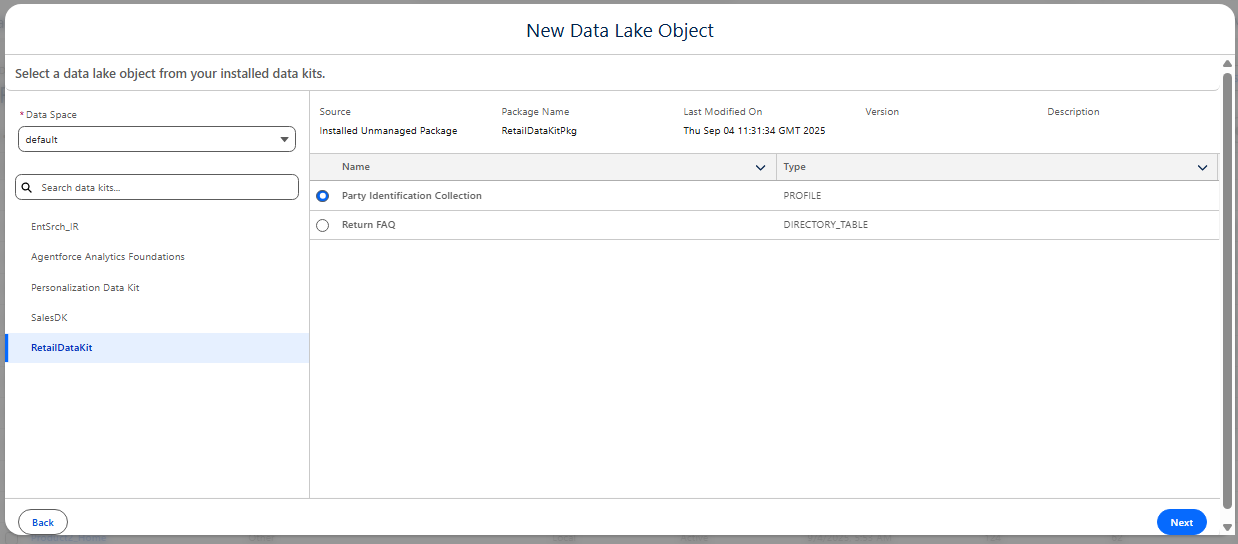 New Data Lake Object
Select a data lake object from your installed data kits.
* Data Space
default
Search data kits...
EntSrch_IR
Agentforce Analytics Foundations
Personalization Data Kit
SalesDK
RetailDataKit
Source Package Name Last Modified On Version Description
Installed Unmanaged Package RetailDataKitPkg Thu Sep 04 11:31:34 GMT 2025
Name Type
Party Identification Collection PROFILE
Return FAQ DIRECTORY_TABLE
Back Next